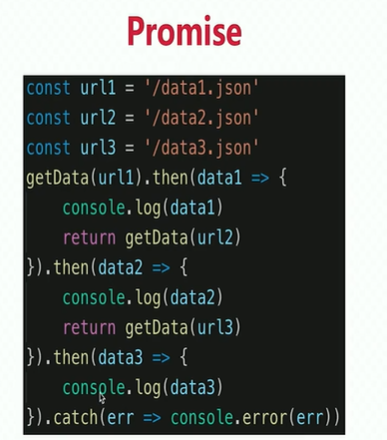 Promise
const url1 = '/data1.json'
const url2 = '/data2.json'
const url3 = '/data3.json'
getData(url1).then(data1 => {
    console.log(data1)
    return getData(url2)
}).then(data2 => {
    console.log(data2)
    return getData(url3)
}).then(data3 => {
    console.log(data3)
}).catch(err => console.error(err))